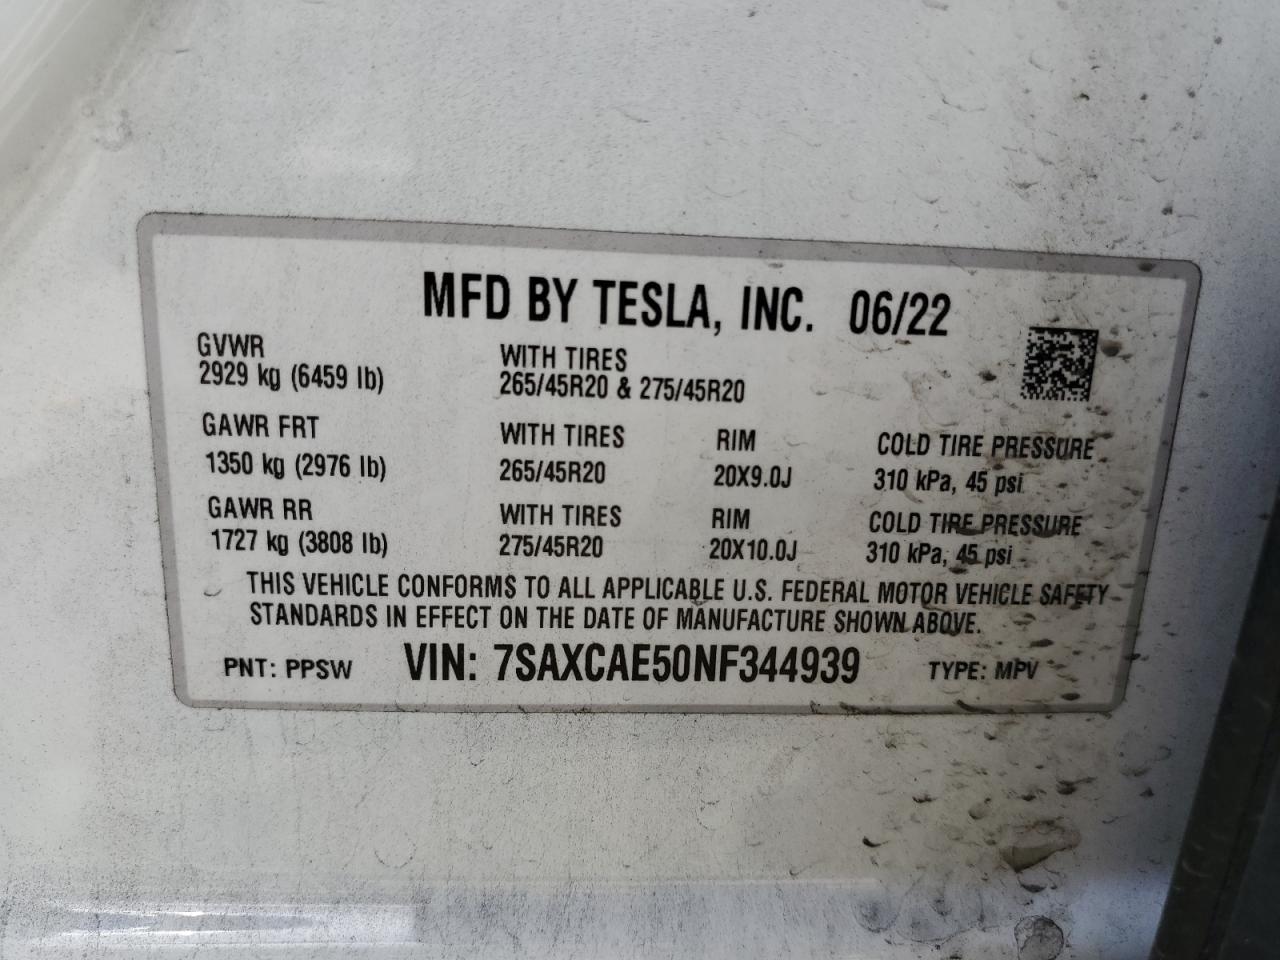 MFD BY TESLA, INC. 06/22
GVWR WITH TIRES
2929 kg (6459 lb) 265/45R20 & 275/45R20
GAWR FRT WITH TIRES RIM COLD TIRE PRESSURE
1350 kg (2976 lb) 265/45R20 20X9.0J 310 kPa, 45 psi
GAWR RR WITH TIRES RIM COLD TIRE PRESSURE
1727 kg (3808 lb) 275/45R20 20X10.0J 310 kPa, 45 psi
THIS VEHICLE CONFORMS TO ALL APPLICABLE U.S. FEDERAL MOTOR VEHICLE SAFETY
STANDARDS IN EFFECT ON THE DATE OF MANUFACTURE SHOWN ABOVE.
PNT: PPSW VIN: 7SAXCAE50NF344939 TYPE: MPV